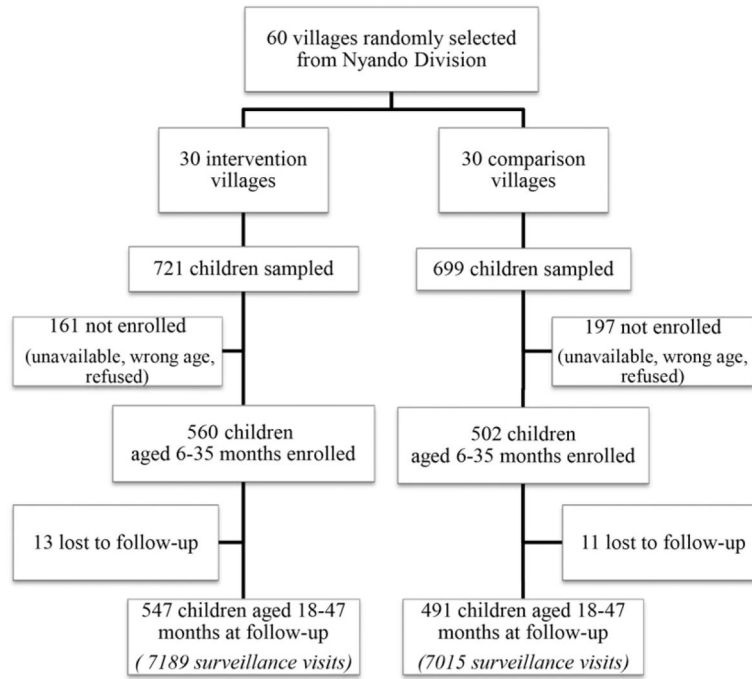 60 villages randomly selected
from Nyando Division
30 intervention
villages
30 comparison
villages
721 children sampled
699 children sampled
161 not enrolled
(unavailable, wrong age,
refused)
197 not enrolled
(unavailable, wrong age,
refused)
560 children
aged 6-35 months enrolled
502 children
aged 6-35 months enrolled
13 lost to follow-up
11 lost to follow-up
547 children aged 18-47
months at follow-up
( 7189 surveillance visits)
491 children aged 18-47
months at follow-up
(7015 surveillance visits)